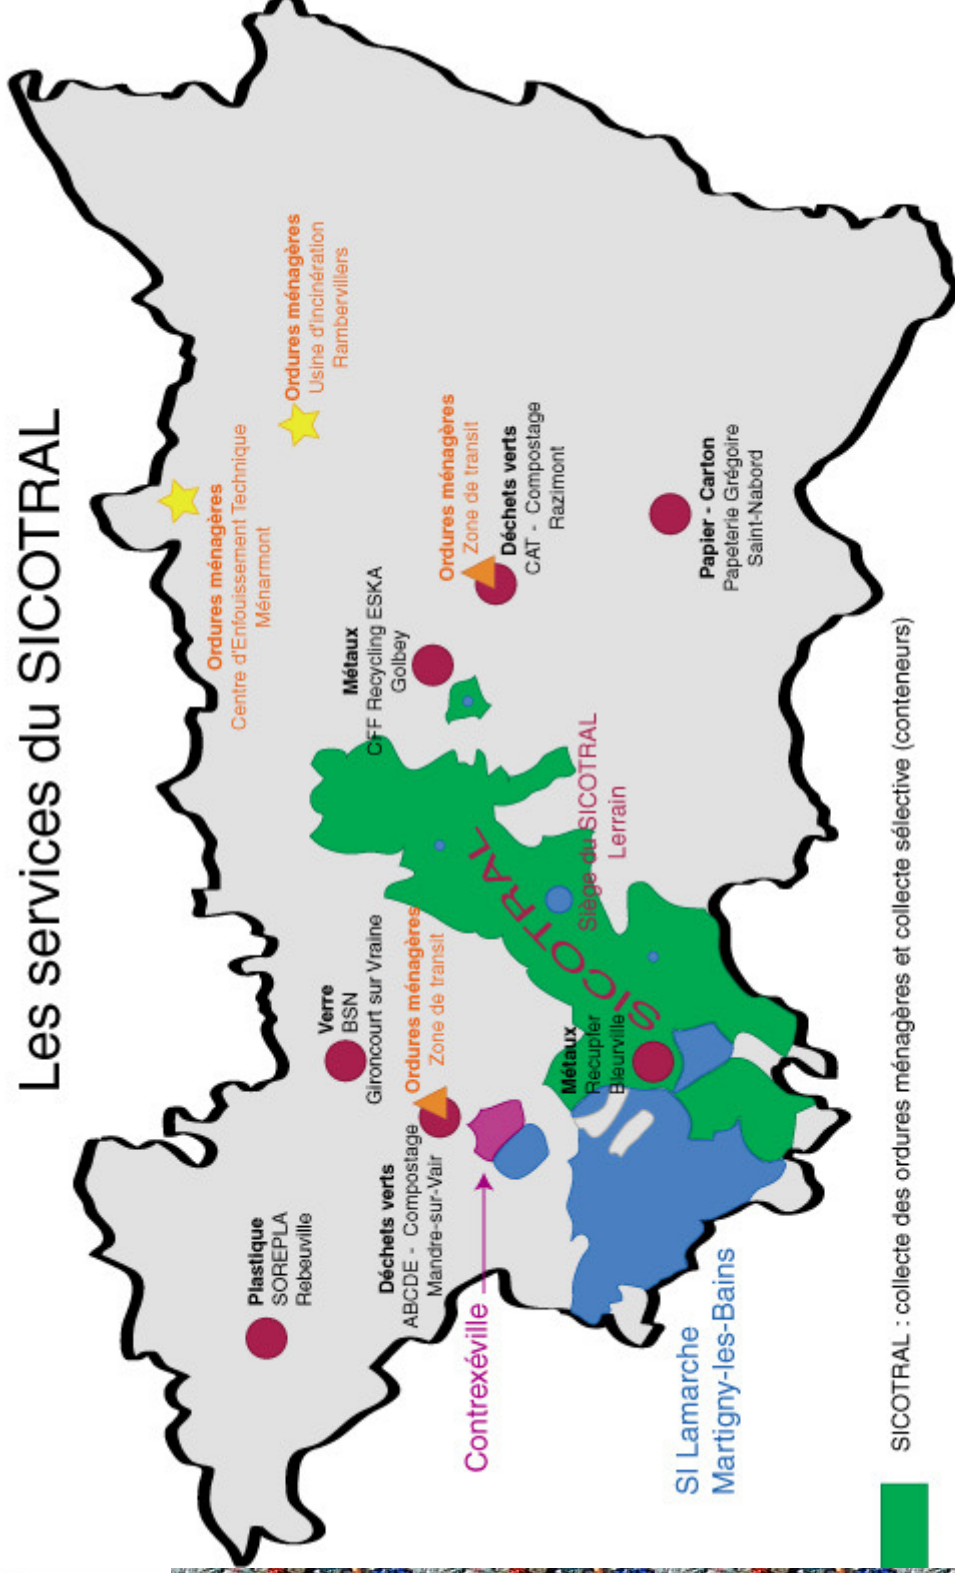 Les services du SICOTRAL
Ordures ménagères
Centre d'Enfouissement Technique
Ménarmont
Ordures ménagères
Usine d'incinération
Rambervillers
Plastique
SOREPLA
Rebeuville
Verre
BSN
Gironcourt sur Vraine
Métaux
CFF Recycling ESKA
Golbey
Déchets verts
ABCDE - Compostage
Mandre-sur-Vair
Ordures ménagères
Zone de transit
Ordures ménagères
Zone de transit
Déchets verts
CAT - Compostage
Razimont
Contrexéville
SICOTRAL
Siège du SICOTRAL
Lerrain
Métaux
Recupfer
Bleurville
Papier - Carton
Papeterie Grégoire
Saint-Nabord
SI Lamarche
Martigny-les-Bains
SICOTRAL : collecte des ordures ménagères et collecte sélective (conteneurs)